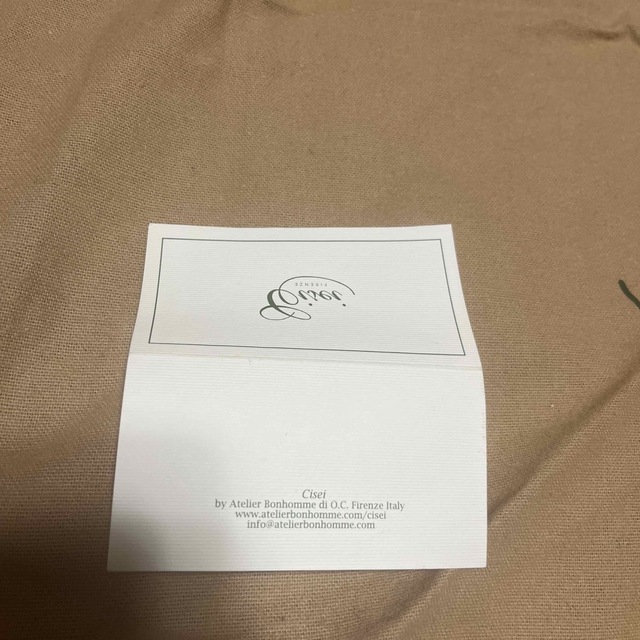 Cisei
FIRENZE
Cisei
by Atelier Bonhomme di O.C. Firenze Italy
www.atelierbonhomme.com/cisei
info@atelierbonhomme.com